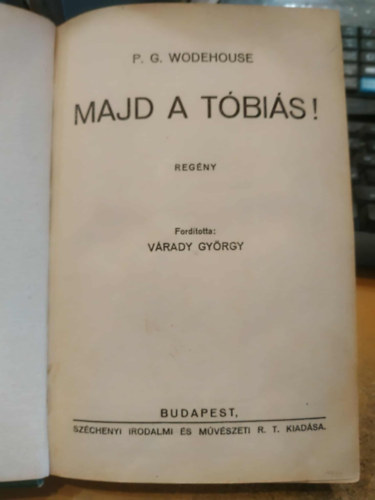 P. G. WODEHOUSE
MAJD A TÓBIÁS!
REGÉNY
Fordította:
VÁRADY GYÖRGY
BUDAPEST,
SZÉCHENYI IRODALMI ÉS MŰVÉSZETI R. T. KIADÁSA.